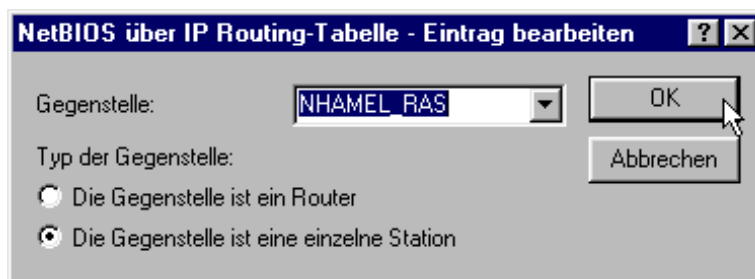 NetBIOS über IP Routing-Tabelle - Eintrag bearbeiten
Gegenstelle: NHAMEL_RAS OK
Typ der Gegenstelle: Abbrechen
Die Gegenstelle ist ein Router
Die Gegenstelle ist eine einzelne Station